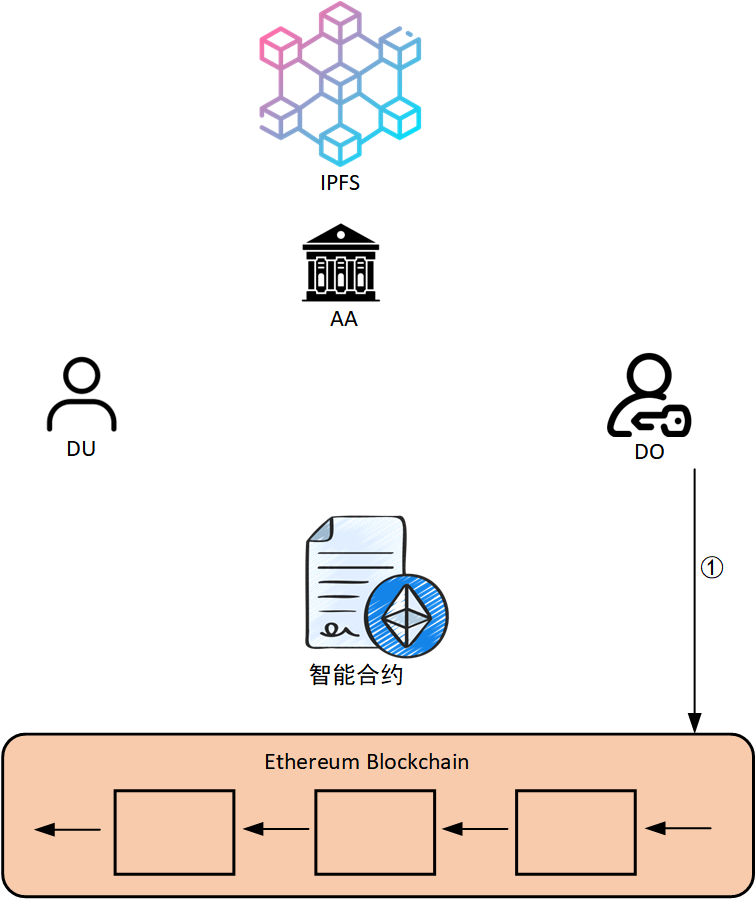 IPFS
AA
DU
DO
①
智能合约
Ethereum Blockchain